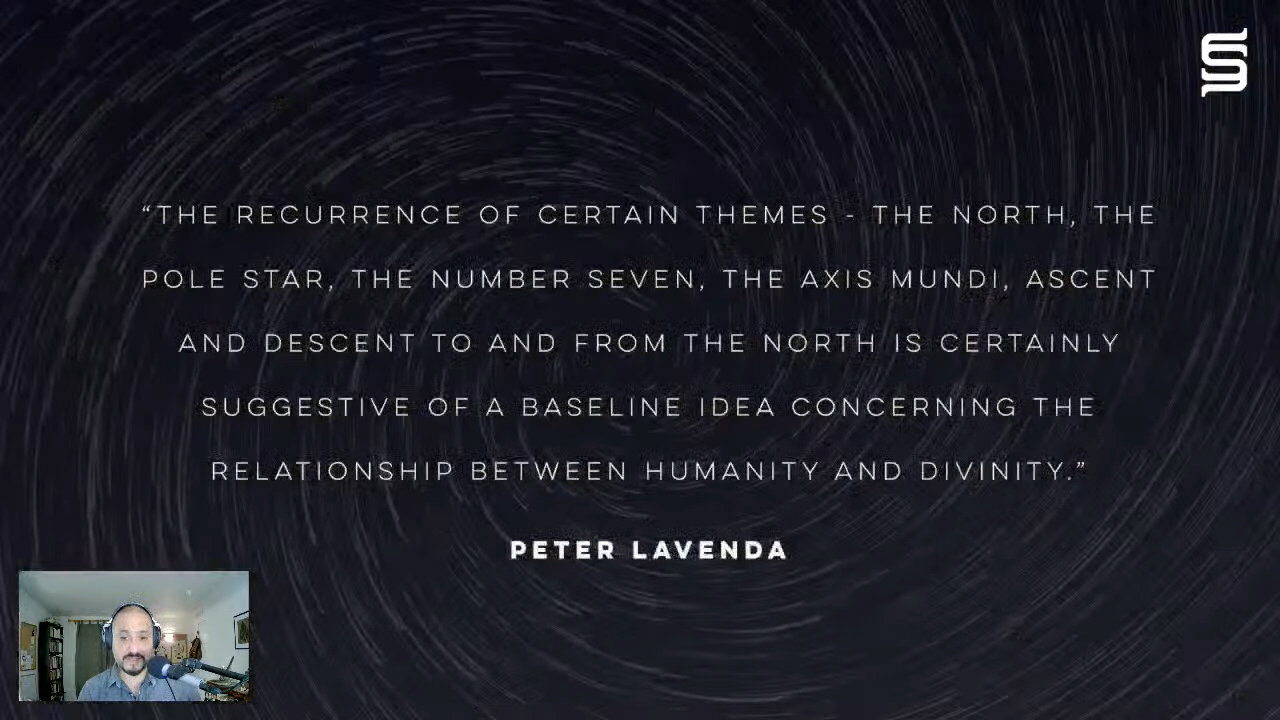 “THE RECURRENCE OF CERTAIN THEMES - THE NORTH, THE
POLE STAR, THE NUMBER SEVEN, THE AXIS MUNDI, ASCENT
AND DESCENT TO AND FROM THE NORTH IS CERTAINLY
SUGGESTIVE OF A BASELINE IDEA CONCERNING THE
RELATIONSHIP BETWEEN HUMANITY AND DIVINITY.”
PETER LAVENDA